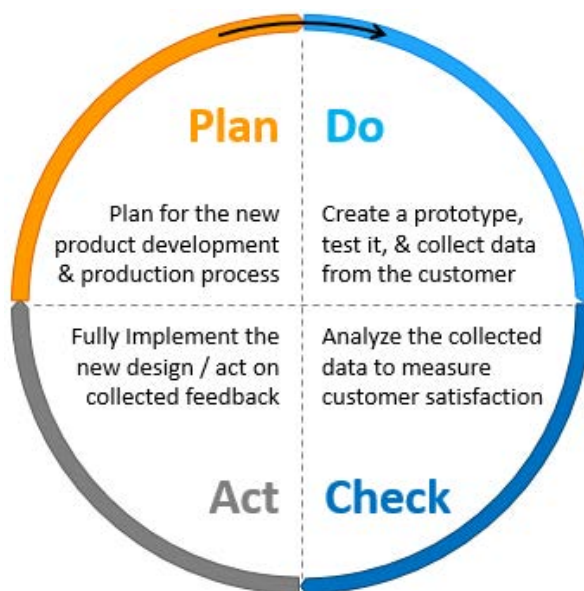 Plan
Plan for the new
product development
& production process
Do
Create a prototype,
test it, & collect data
from the customer
Fully Implement the
new design / act on
collected feedback
Act
Analyze the collected
data to measure
customer satisfaction
Check